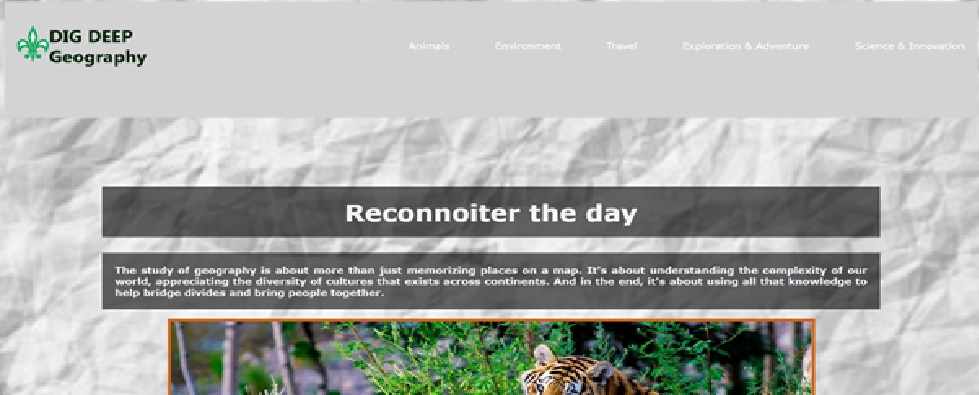 DIG DEEP
Geography
Animals Environment Travel Exploration & Adventure Science & Innovation
Reconnoiter the day
The study of geography is about more than just memorizing places on a map. It's about understanding the complexity of our
world, appreciating the diversity of cultures that exists across continents. And in the end, it's about using all that knowledge to
help bridge divides and bring people together.